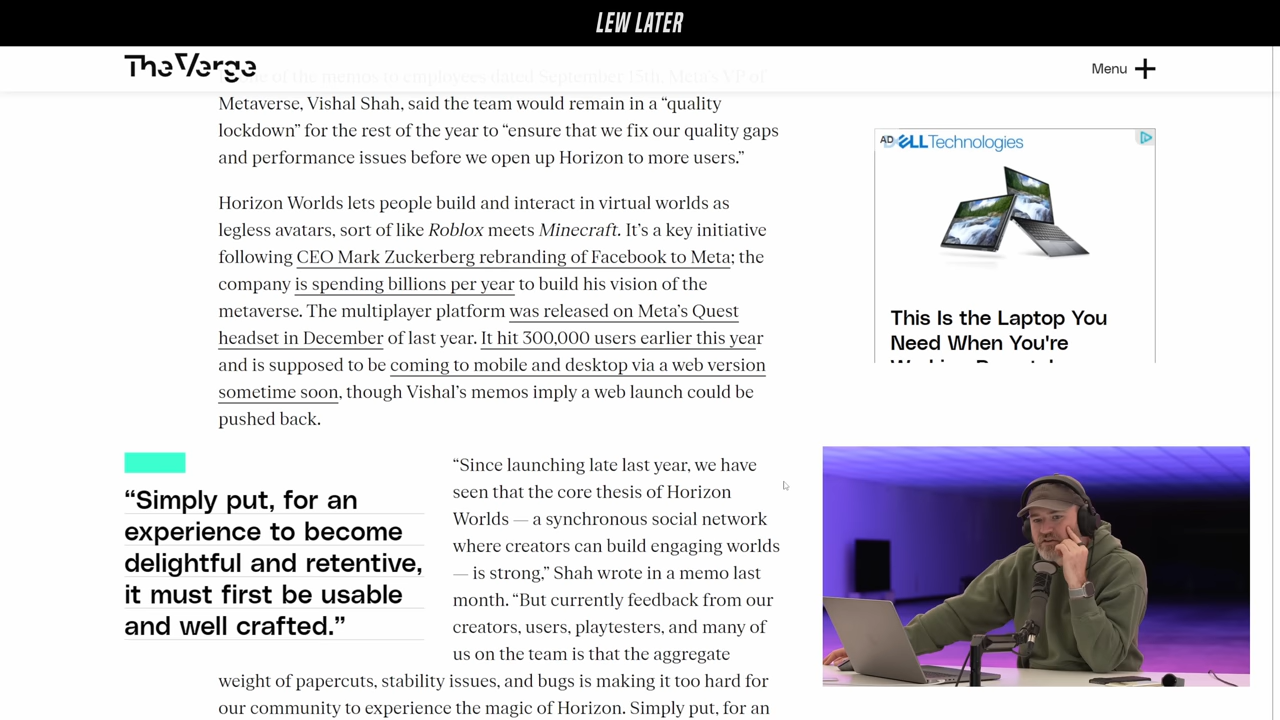 LEW LATER
The Verge
Menu
of the memos to employees dated September 15th, Meta's VP of
Metaverse, Vishal Shah, said the team would remain in a “quality
lockdown” for the rest of the year to “ensure that we fix our quality gaps
and performance issues before we open up Horizon to more users.”
Horizon Worlds lets people build and interact in virtual worlds as
legless avatars, sort of like Roblox meets Minecraft. It’s a key initiative
following CEO Mark Zuckerberg rebranding of Facebook to Meta; the
company is spending billions per year to build his vision of the
metaverse. The multiplayer platform was released on Meta’s Quest
headset in December of last year. It hit 300,000 users earlier this year
and is supposed to be coming to mobile and desktop via a web version
sometime soon, though Vishal’s memos imply a web launch could be
pushed back.
“Simply put, for an
experience to become
delightful and retentive,
it must first be usable
and well crafted.”
“Since launching late last year, we have
seen that the core thesis of Horizon
Worlds — a synchronous social network
where creators can build engaging worlds
— is strong,” Shah wrote in a memo last
month. “But currently feedback from our
creators, users, playtesters, and many of
us on the team is that the aggregate
weight of papercuts, stability issues, and bugs is making it too hard for
our community to experience the magic of Horizon. Simply put, for an
AD
DELL Technologies
This Is the Laptop You
Need When You're